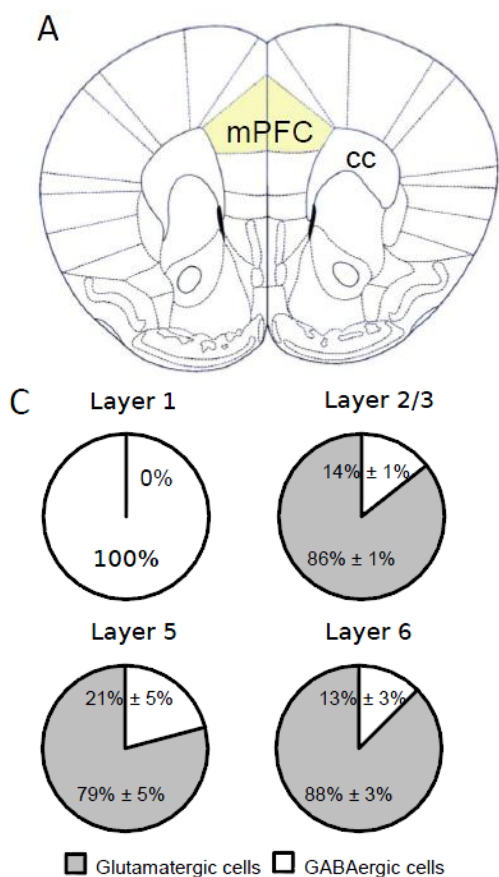 A
mPFC
cc
C
Layer 1
Layer 2/3
0%
100%
14% ± 1%
86% ± 1%
Layer 5
Layer 6
21% ± 5%
79% ± 5%
13% ± 3%
88% ± 3%
Glutamatergic cells GABAergic cells